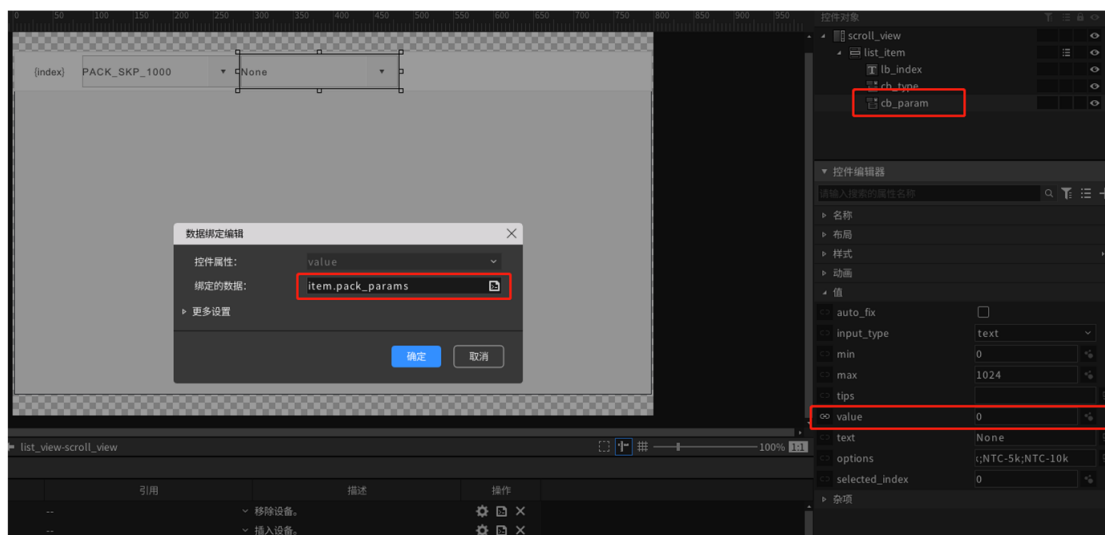 0 50 100 150 200 250 300 350 400 450 500 550 600 650 700 750 800 850 900 950
控件对象
scroll_view
list_item
lb_index
cb_type
cb_param
{index} PACK_SKP_1000 None
控件编辑器
请输入搜索的属性名称
名称
布局
样式
动画
值
auto_fix
input_type text
min 0
max 1024
tips
value 0
text None
options ;NTC-5k;NTC-10k
selected_index 0
杂项
数据绑定编辑
控件属性: value
绑定的数据: item.pack_params
更多设置
确定 取消
list_view-scroll_view
100% 1:1
引用 描述 操作
-- 移除设备。
-- 插入设备。